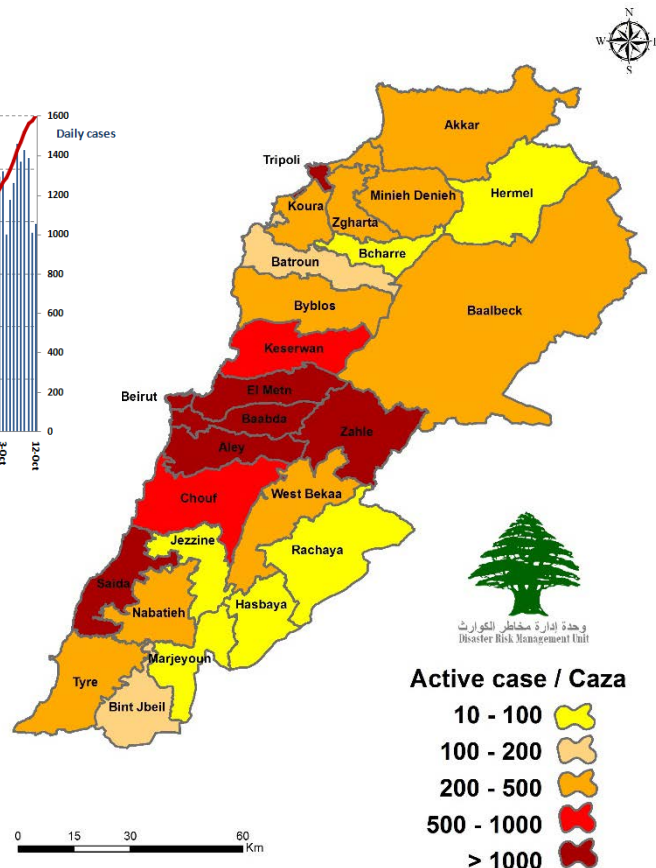 N
W
S
1600
Daily cases
1400
1200
1000
800
600
400
200
0
3-Oct
12-Oct
Akkar
Tripoli
Minieh Denieh
Hermel
Koura
Zgharta
Bcharre
Batroun
Byblos
Baalbeck
Keserwan
Beirut
El Metn
Baabda
Zahle
Aley
Chouf
West Bekaa
Jezzine
Rachaya
Saida
Hasbaya
Nabatieh
Marjeyoun
Tyre
Bint Jbeil
وحدة إدارة مخاطر الكوارث
Disaster Risk Management Unit
Active case / Caza
10 - 100
100 - 200
200 - 500
500 - 1000
> 1000
0 15 30 60
Km